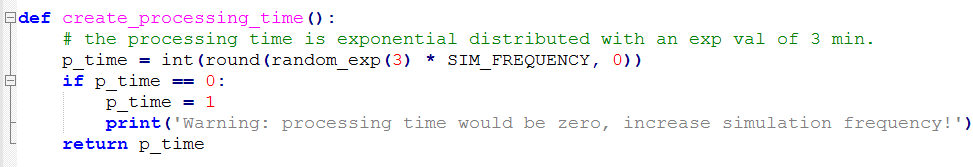 def create_processing_time():
    # the processing time is exponential distributed with an exp val of 3 min.
    p_time = int(round(random_exp(3) * SIM_FREQUENCY, 0))
    if p_time == 0:
        p_time = 1
        print('Warning: processing time would be zero, increase simulation frequency!')
    return p_time